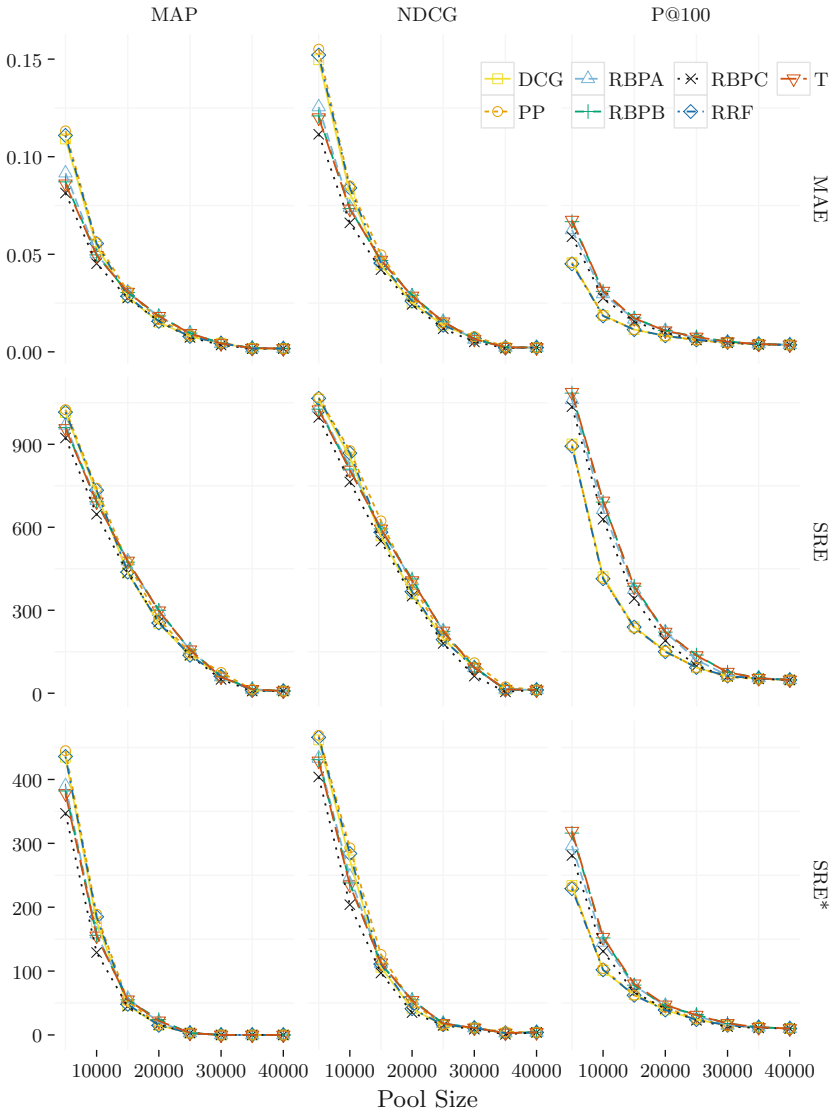 MAP NDCG P@100
DCG RBPA RBPC T
PP RBPB RRF
0.15
0.10
0.05
0.00
MAE
900
600
300
0
SRE
400
300
200
100
0
SRE*
10000 20000 30000 40000 10000 20000 30000 40000 10000 20000 30000 40000
Pool Size